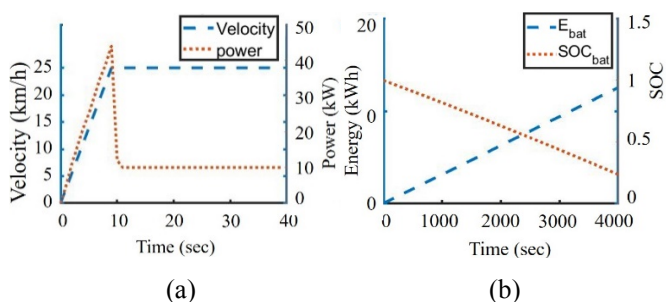 Velocity
power
25
20
15
10
5
0
Velocity (km/h)
50
40
30
20
10
0
Power (kW)
0 10 20 30 40
Time (sec)
(a)
E_bat
SOC_bat
20
0
0
Energy (kWh)
1.5
1
0.5
0
SOC
0 1000 2000 3000 4000
Time (sec)
(b)